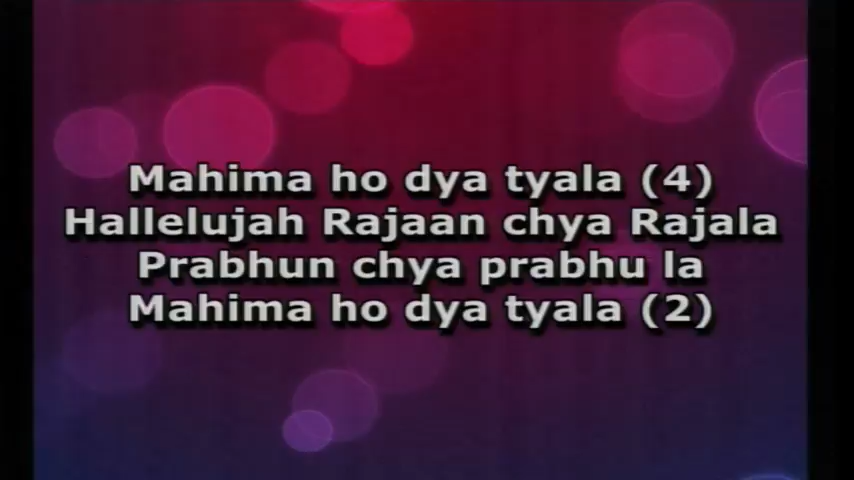 Mahima ho dya tyala (4)
Hallelujah Rajaan chya Rajala
Prabhun chya prabhu la
Mahima ho dya tyala (2)